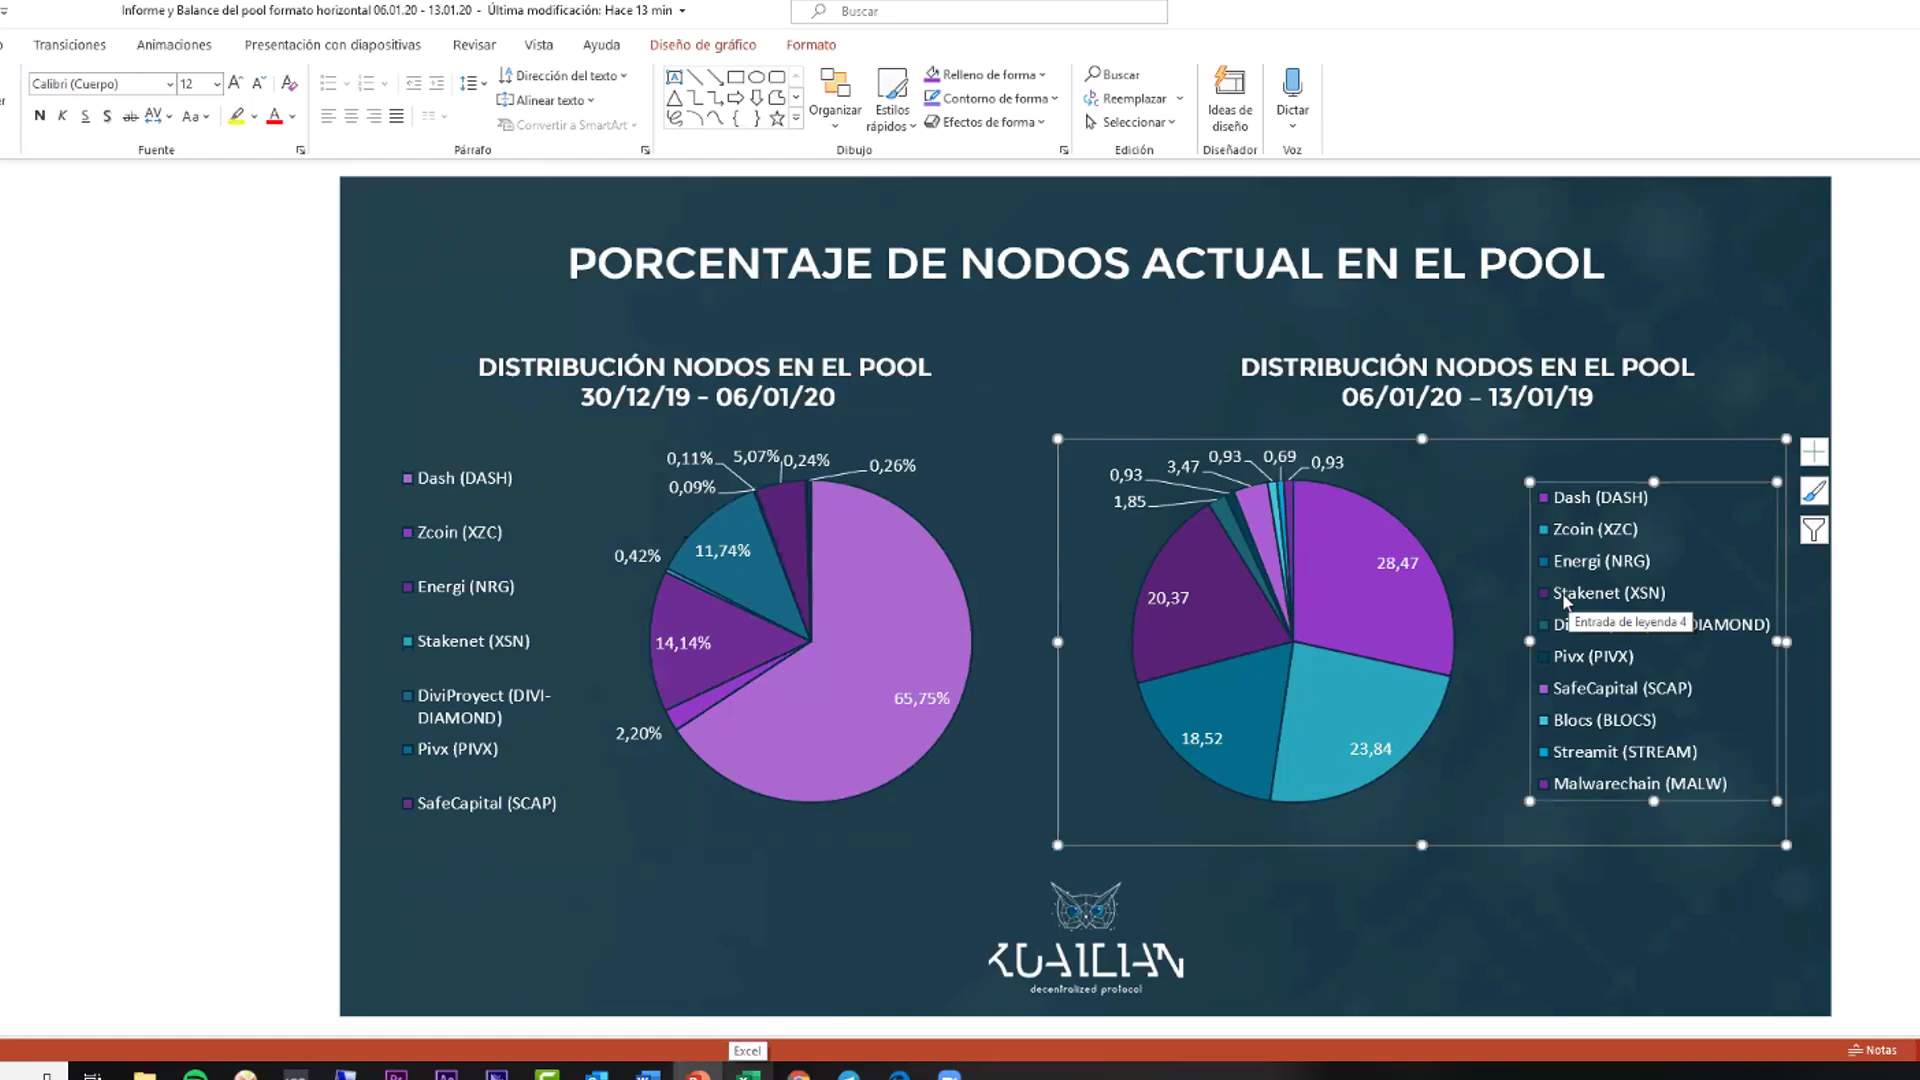 Informe y Balance del pool formato horizontal 06.01.20 - 13.01.20 - Última modificación: Hace 13 min
Buscar
Transiciones Animaciones Presentación con diapositivas Revisar Vista Ayuda Diseño de gráfico Formato
Calibri (Cuerpo) 12
Dirección del texto
Alinear texto
Convertir a SmartArt
Organizar
Estilos rápidos
Relleno de forma
Contorno de forma
Efectos de forma
Buscar
Reemplazar
Seleccionar
Ideas de diseño
Dictar
Fuente Párrafo Dibujo Edición Diseñador Voz
PORCENTAJE DE NODOS ACTUAL EN EL POOL
DISTRIBUCIÓN NODOS EN EL POOL
30/12/19 - 06/01/20
Dash (DASH)
Zcoin (XZC)
Energi (NRG)
Stakenet (XSN)
DiviProyect (DIVI-
DIAMOND)
Pivx (PIVX)
SafeCapital (SCAP)
0,11%
5,07%
0,24%
0,26%
0,09%
11,74%
0,42%
14,14%
65,75%
2,20%
DISTRIBUCIÓN NODOS EN EL POOL
06/01/20 – 13/01/19
0,93
3,47
0,93
0,69
0,93
1,85
28,47
20,37
18,52
23,84
Dash (DASH)
Zcoin (XZC)
Energi (NRG)
Stakenet (XSN)
Entrada de leyenda 4
Di IAMOND)
Pivx (PIVX)
SafeCapital (SCAP)
Blocs (BLOCS)
Streamit (STREAM)
Malwarechain (MALW)
KUAILIAN
decentralized protocol
Excel
Notas